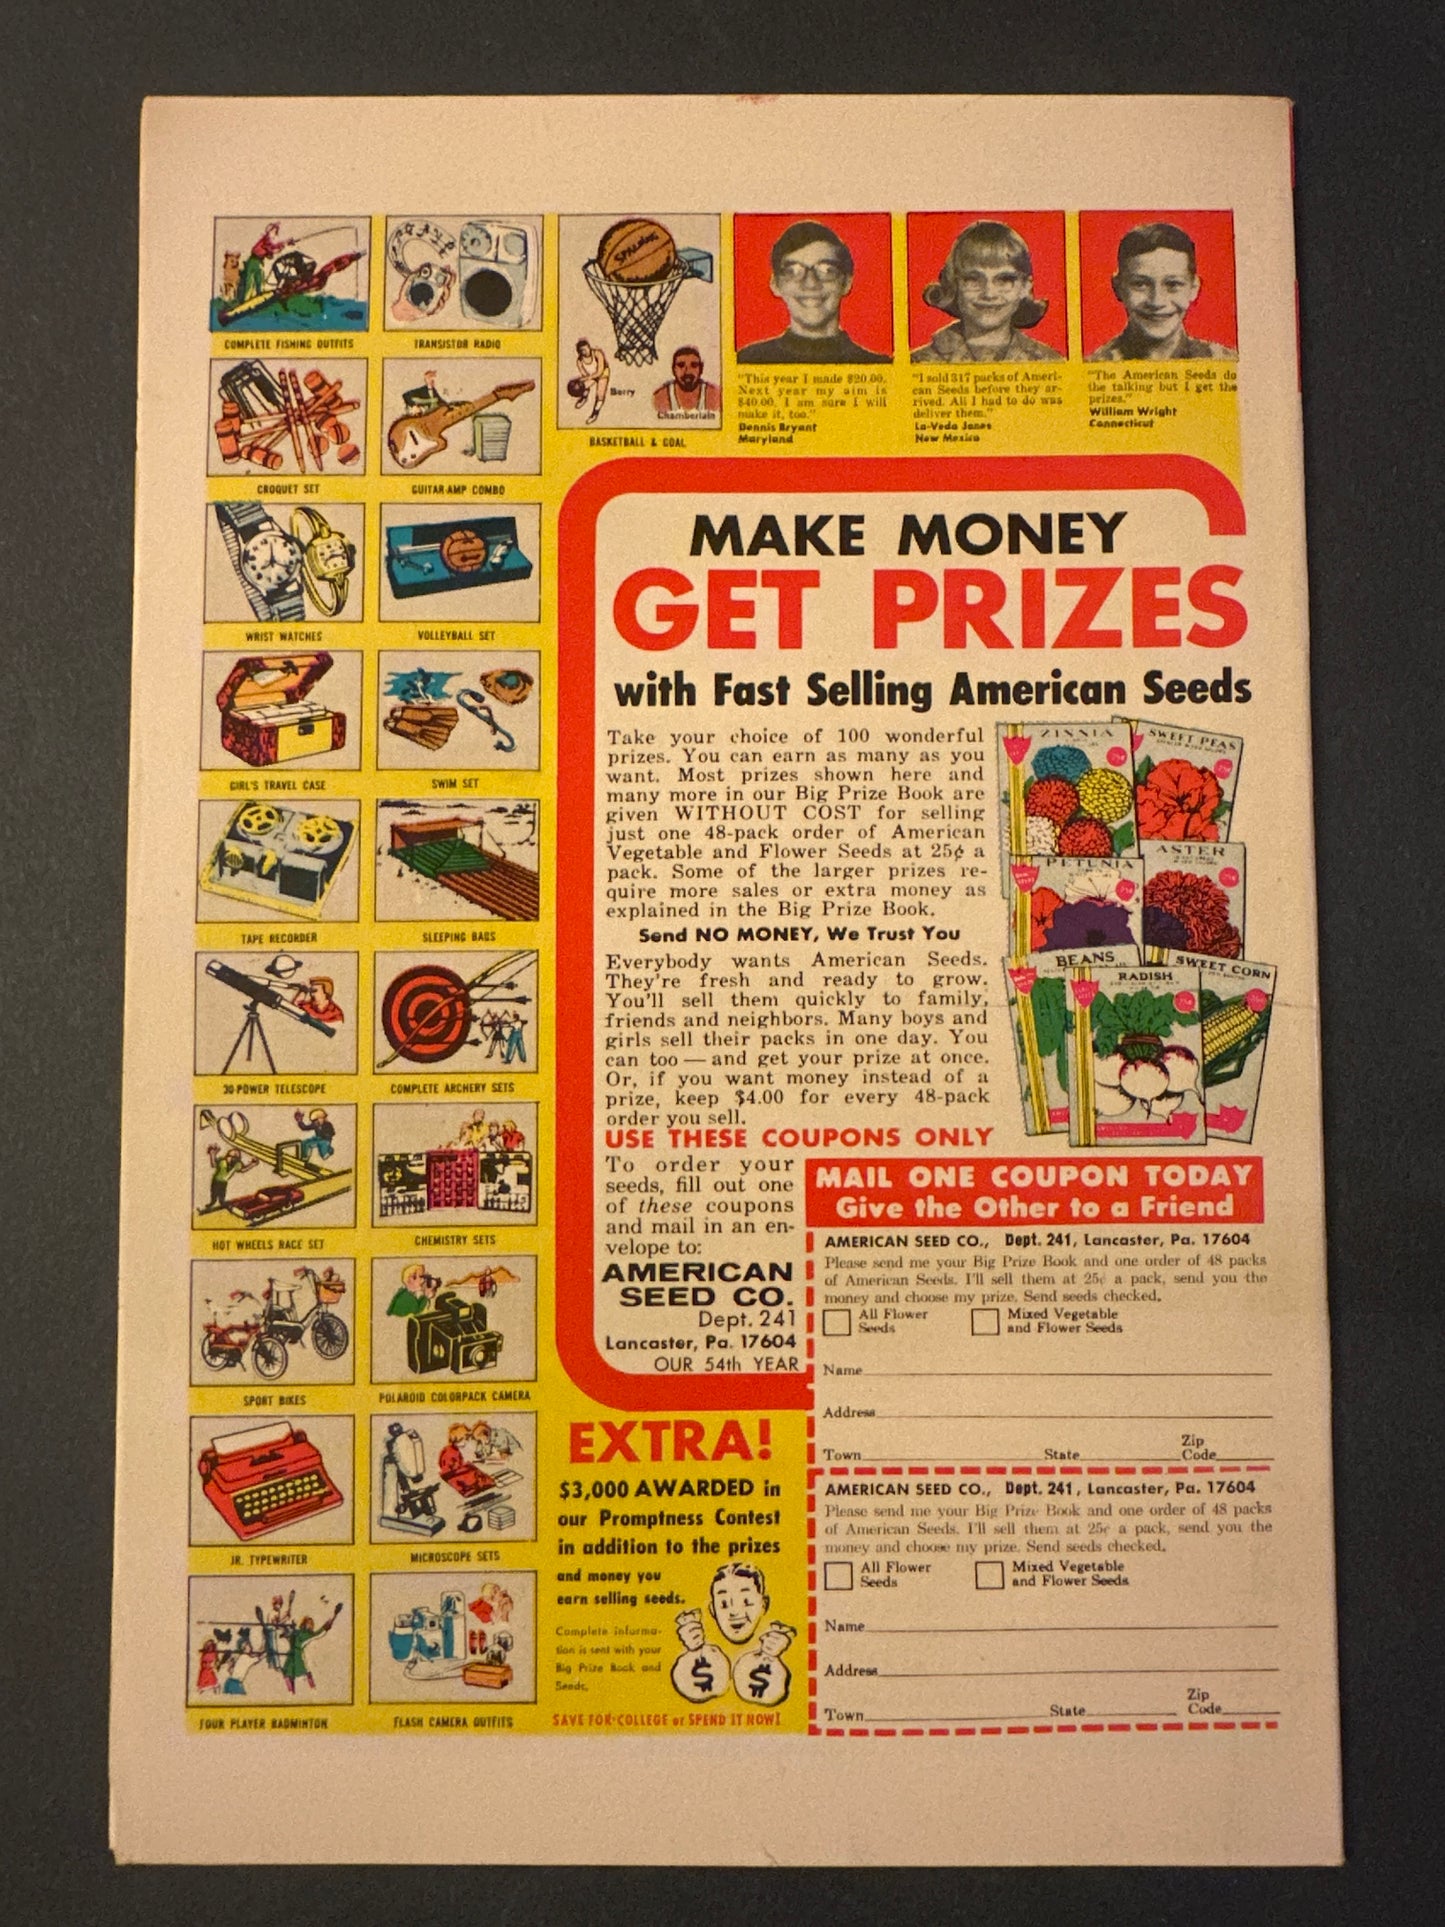 COMPLETE FISHING OUTFITS
TRANSISTOR RADIO
SPALDING
Barry
Chamberlain
BASKETBALL & GOAL
CROQUET SET
GUITAR-AMP COMBO
WRIST WATCHES
VOLLEYBALL SET
GIRL'S TRAVEL CASE
SWIM SET
TAPE RECORDER
SLEEPING BAGS
30-POWER TELESCOPE
COMPLETE ARCHERY SETS
HOT WHEELS RACE SET
CHEMISTRY SETS
SPORT BIKES
POLAROID COLORPACK CAMERA
JR. TYPEWRITER
MICROSCOPE SETS
FOUR PLAYER BADMINTON
FLASH CAMERA OUTFITS
"This year I made $20.00.
Next year my aim is
$40.00. I am sure I will
make it, too."
Dennis Bryant
Maryland
"I sold 317 packs of Ameri-
can Seeds before they ar-
rived. All I had to do was
deliver them."
La-Veda Jones
New Mexico
"The American Seeds do
the talking but I get the
prizes."
William Wright
Connecticut
MAKE MONEY
GET PRIZES
with Fast Selling American Seeds
Take your choice of 100 wonderful
prizes. You can earn as many as you
want. Most prizes shown here and
many more in our Big Prize Book are
given WITHOUT COST for selling
just one 48-pack order of American
Vegetable and Flower Seeds at 25¢ a
pack. Some of the larger prizes re-
quire more sales or extra money as
explained in the Big Prize Book.
Send NO MONEY, We Trust You
Everybody wants American Seeds.
They're fresh and ready to grow.
You'll sell them quickly to family,
friends and neighbors. Many boys and
girls sell their packs in one day. You
can too — and get your prize at once.
Or, if you want money instead of a
prize, keep $4.00 for every 48-pack
order you sell.
ZINNIA
25¢
SWEET PEAS
25¢
PETUNIA
25¢
ASTER
25¢
BEANS
RADISH
25¢
SWEET CORN
USE THESE COUPONS ONLY
To order your
seeds, fill out one
of these coupons
and mail in an en-
velope to:
AMERICAN
SEED CO.
Dept. 241
Lancaster, Pa. 17604
OUR 54th YEAR
MAIL ONE COUPON TODAY
Give the Other to a Friend
AMERICAN SEED CO., Dept. 241, Lancaster, Pa. 17604
Please send me your Big Prize Book and one order of 48 packs
of American Seeds. I'll sell them at 25¢ a pack, send you the
money and choose my prize. Send seeds checked.
All Flower
Seeds
Mixed Vegetable
and Flower Seeds
Name
Address
Town State Zip
Code
AMERICAN SEED CO., Dept. 241, Lancaster, Pa. 17604
Please send me your Big Prize Book and one order of 48 packs
of American Seeds. I'll sell them at 25¢ a pack, send you the
money and choose my prize. Send seeds checked.
All Flower
Seeds
Mixed Vegetable
and Flower Seeds
Name
Address
Town State Zip
Code
EXTRA!
$3,000 AWARDED in
our Promptness Contest
in addition to the prizes
and money you
earn selling seeds.
Complete informa-
tion is sent with your
Big Prize Book and
Seeds.
$ $
SAVE FOR COLLEGE or SPEND IT NOW!